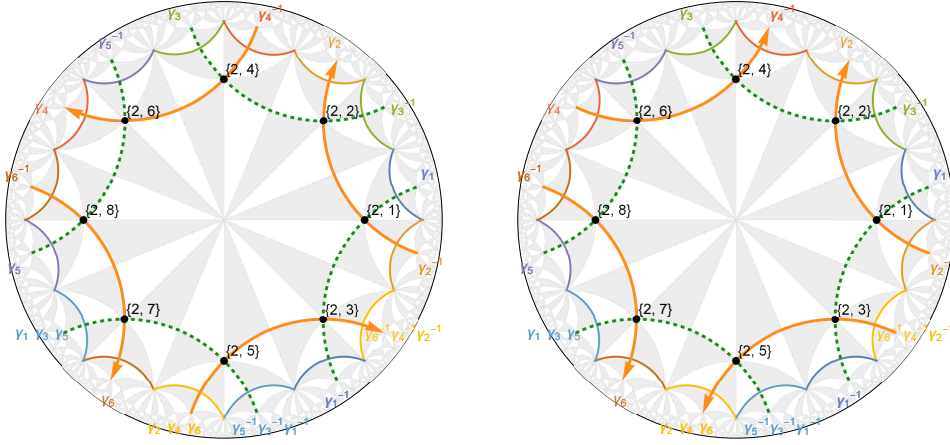 γ₃
γ₄⁻¹
γ₅⁻¹
γ₂
{2, 4}
γ₄
{2, 6}
{2, 2}
γ₃⁻¹
γ₆⁻¹
γ₁
{2, 8}
{2, 1}
γ₅
γ₂⁻¹
{2, 7}
{2, 3}
γ₁ γ₃ γ₅
γ₆⁻¹ γ₄⁻¹ γ₂⁻¹
{2, 5}
γ₆
γ₁⁻¹
γ₂ γ₄ γ₆
γ₅⁻¹ γ₃⁻¹ γ₁⁻¹
γ₃
γ₄⁻¹
γ₅⁻¹
γ₂
{2, 4}
γ₄
{2, 6}
{2, 2}
γ₃⁻¹
γ₆⁻¹
γ₁
{2, 8}
{2, 1}
γ₅
γ₂⁻¹
{2, 7}
{2, 3}
γ₁ γ₃ γ₅
γ₆⁻¹ γ₄⁻¹ γ₂⁻¹
{2, 5}
γ₆
γ₁⁻¹
γ₂ γ₄ γ₆
γ₅⁻¹ γ₃⁻¹ γ₁⁻¹